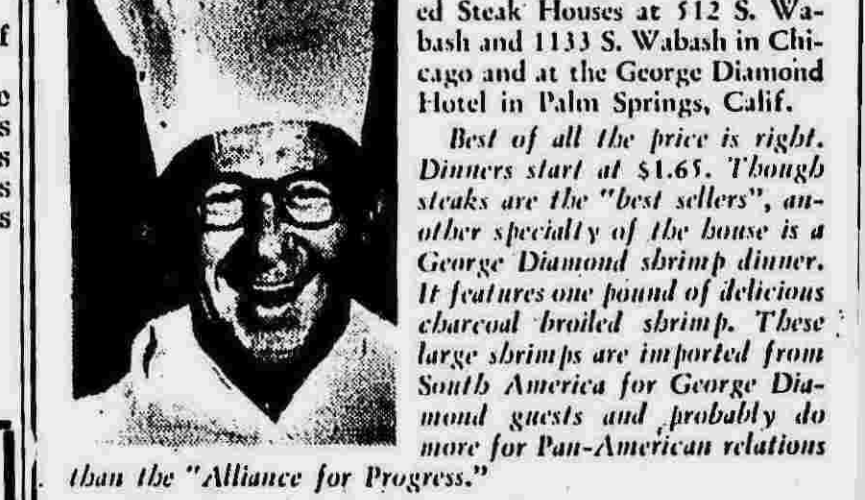 ed Steak Houses at 512 S. Wa-
bash and 1133 S. Wabash in Chi-
cago and at the George Diamond
Hotel in Palm Springs, Calif.
Best of all the price is right.
Dinners start at $1.65. Though
steaks are the "best sellers", an-
other specialty of the house is a
George Diamond shrimp dinner.
It features one pound of delicious
charcoal broiled shrimp. These
large shrimps are imported from
South America for George Dia-
mond guests and probably do
more for Pan-American relations
than the "Alliance for Progress."